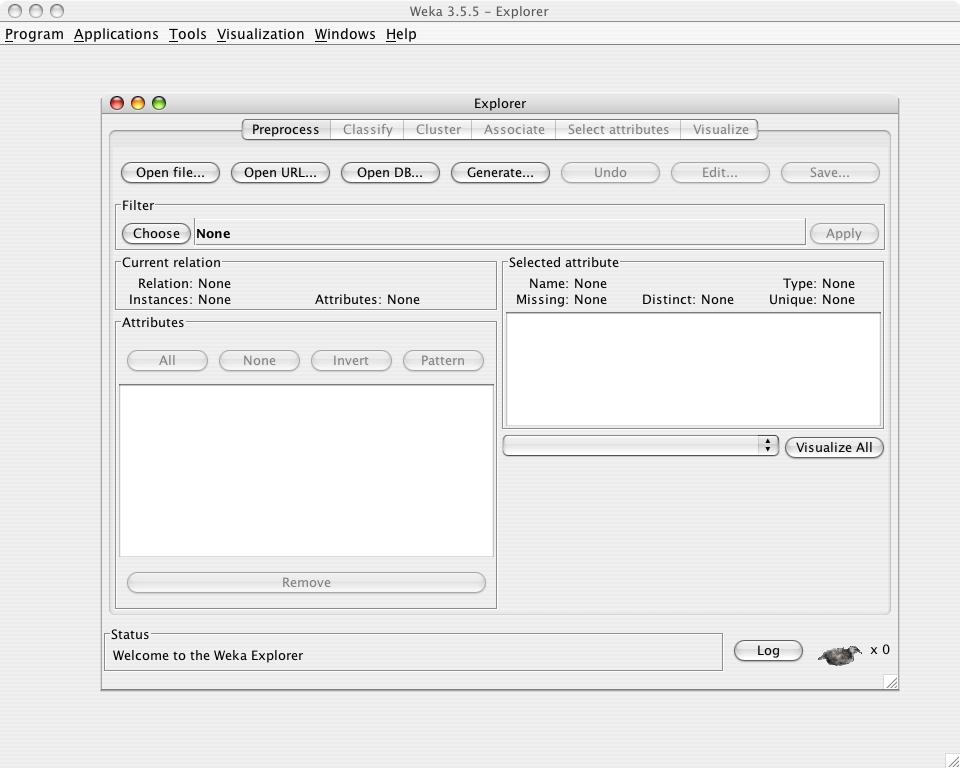 Weka 3.5.5 – Explorer
Program Applications Tools Visualization Windows Help
Explorer
Preprocess Classify Cluster Associate Select attributes Visualize
Open file... Open URL... Open DB... Generate... Undo Edit... Save...
Filter
Choose None Apply
Current relation
Relation: None
Instances: None Attributes: None
Selected attribute
Name: None Type: None
Missing: None Distinct: None Unique: None
Attributes
All None Invert Pattern
Visualize All
Remove
Status
Welcome to the Weka Explorer
Log x 0